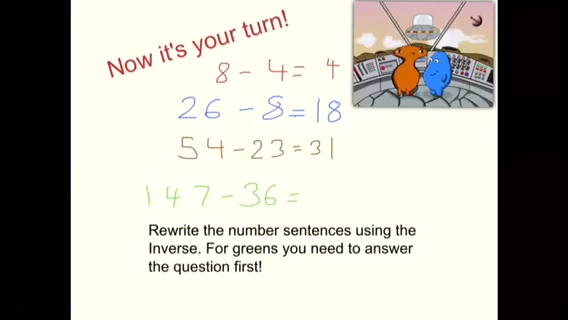 Now it's your turn!
8 - 4 = 4
26 - 8 = 18
54 - 23 = 31
147 - 36 =
Rewrite the number sentences using the
Inverse. For greens you need to answer
the question first!